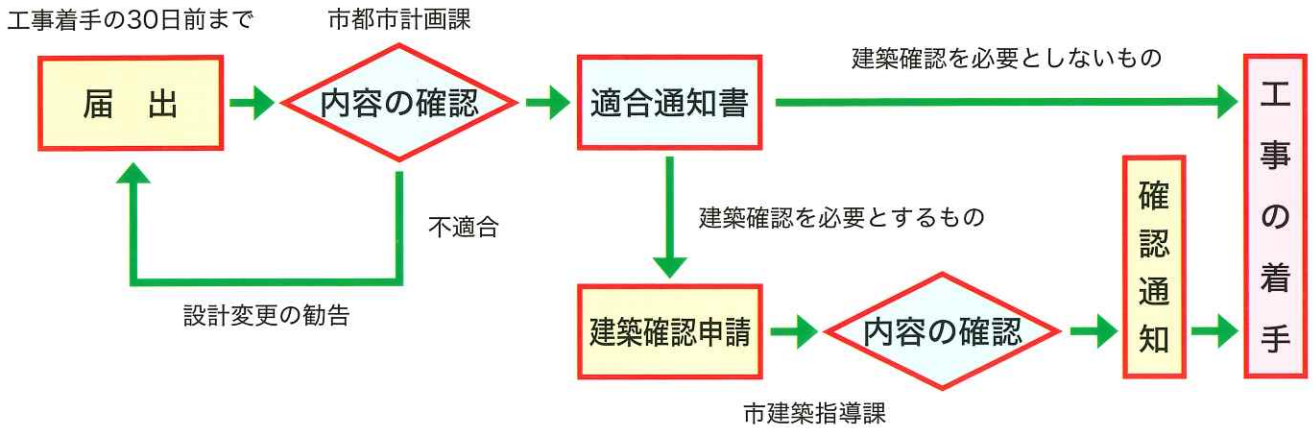 工事着手の30日前まで
市都市計画課
届 出
内容の確認
適合通知書
建築確認を必要としないもの
工事の着手
不適合
設計変更の勧告
建築確認を必要とするもの
建築確認申請
内容の確認
市建築指導課
確認通知